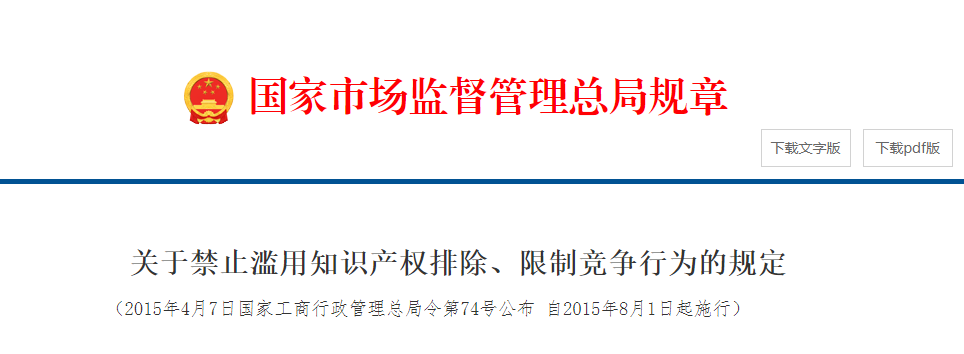 国家市场监督管理总局规章
下载文字版 下载pdf版
关于禁止滥用知识产权排除、限制竞争行为的规定
（2015年4月7日国家工商行政管理总局令第74号公布 自2015年8月1日起施行）